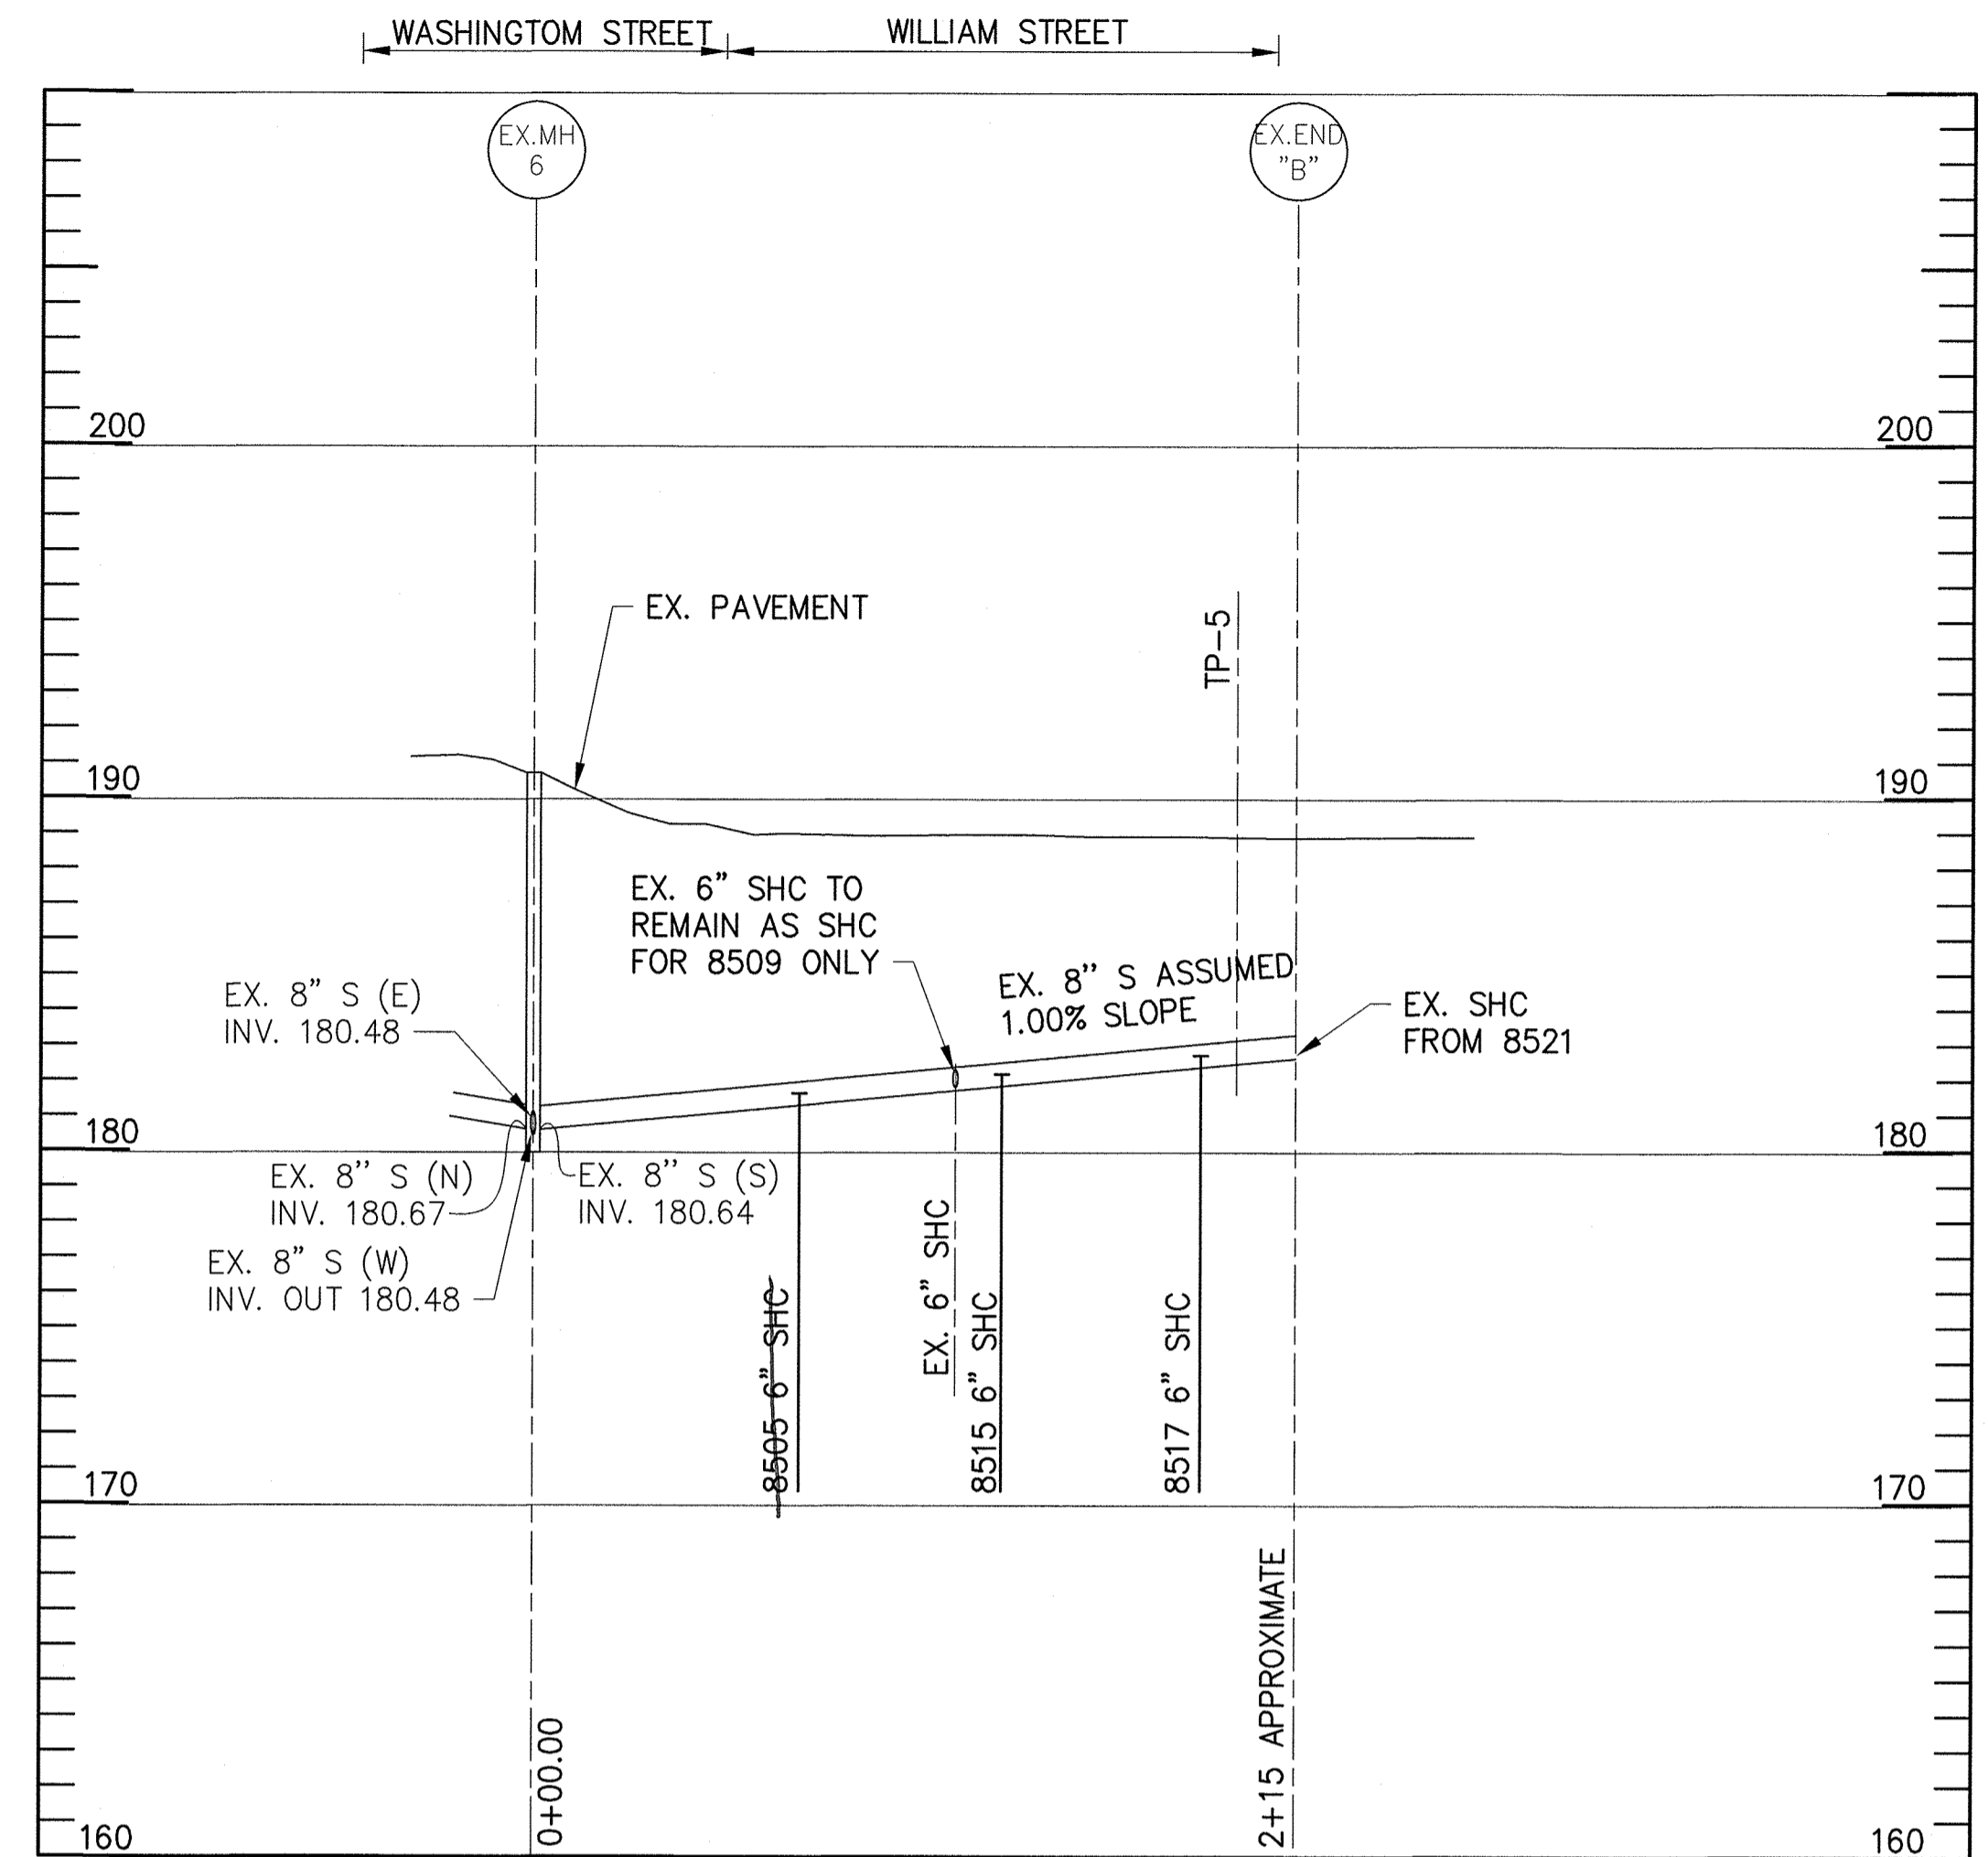 WASHINGTOM STREET
WILLIAM STREET
EX.MH
6
EX.END
"B"
200
200
EX. PAVEMENT
TP-5
190
190
EX. 6" SHC TO
REMAIN AS SHC
FOR 8509 ONLY
EX. 8" S ASSUMED
1.00% SLOPE
EX. 8" S (E)
INV. 180.48
EX. SHC
FROM 8521
180
180
EX. 8" S (N)
INV. 180.67
EX. 8" S (S)
INV. 180.64
EX. 8" S (W)
INV. OUT 180.48
8505 6" SHC
EX. 6" SHC
8515 6" SHC
8517 6" SHC
170
170
0+00.00
2+15 APPROXIMATE
160
160